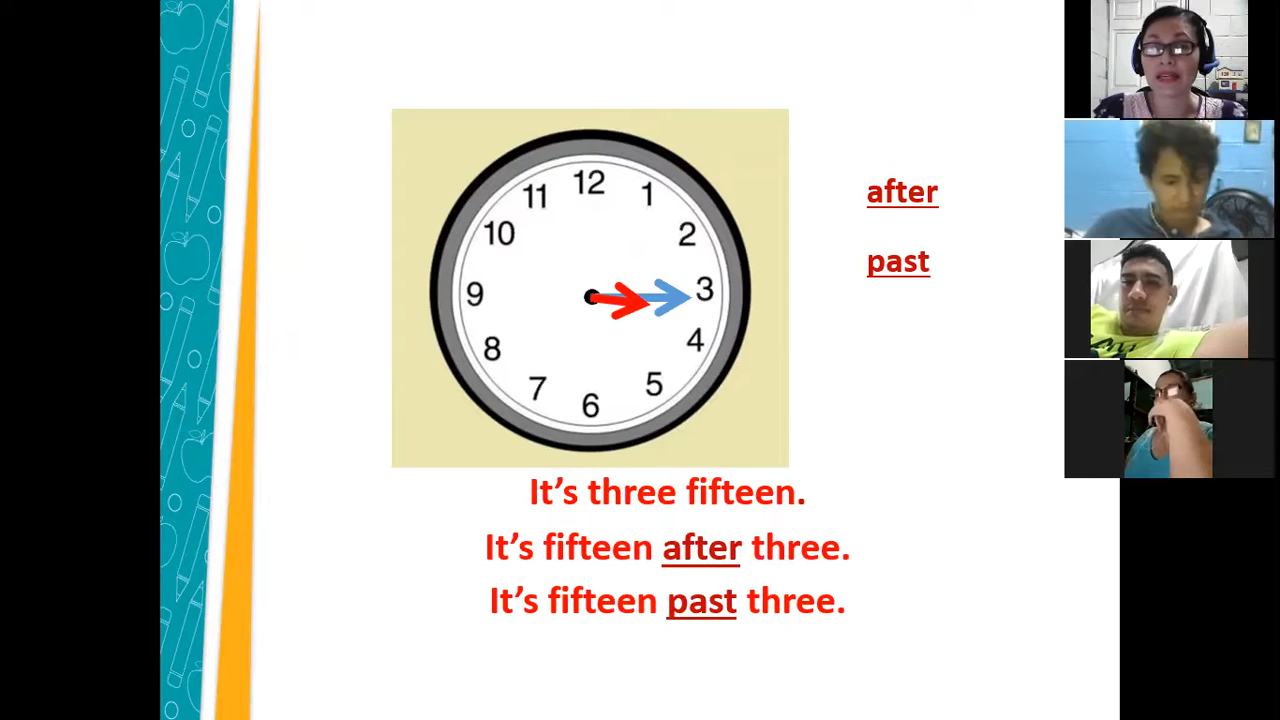 12
11
1
10
2
9
3
8
4
7
5
6
after
past
It's three fifteen.
It's fifteen after three.
It's fifteen past three.